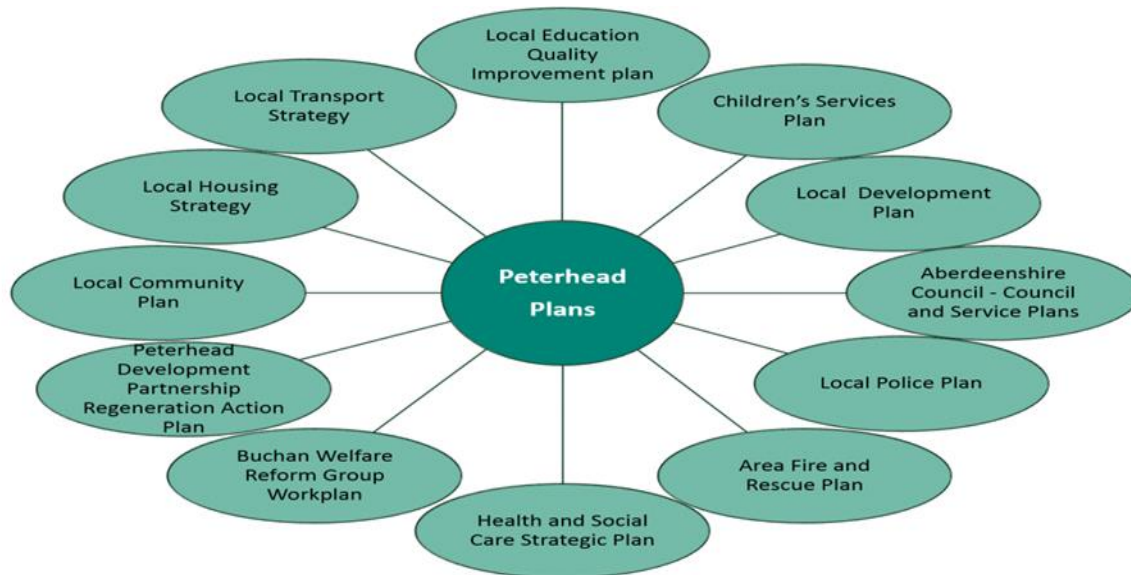 Local Education
Quality
Improvement plan
Children's Services
Plan
Local  Development
Plan
Aberdeenshire
Council - Council
and Service Plans
Local Police Plan
Area Fire and
Rescue Plan
Health and Social
Care Strategic Plan
Buchan Welfare
Reform Group
Workplan
Peterhead
Development
Partnership
Regeneration Action
Plan
Local Community
Plan
Local Housing
Strategy
Local Transport
Strategy
Peterhead
Plans